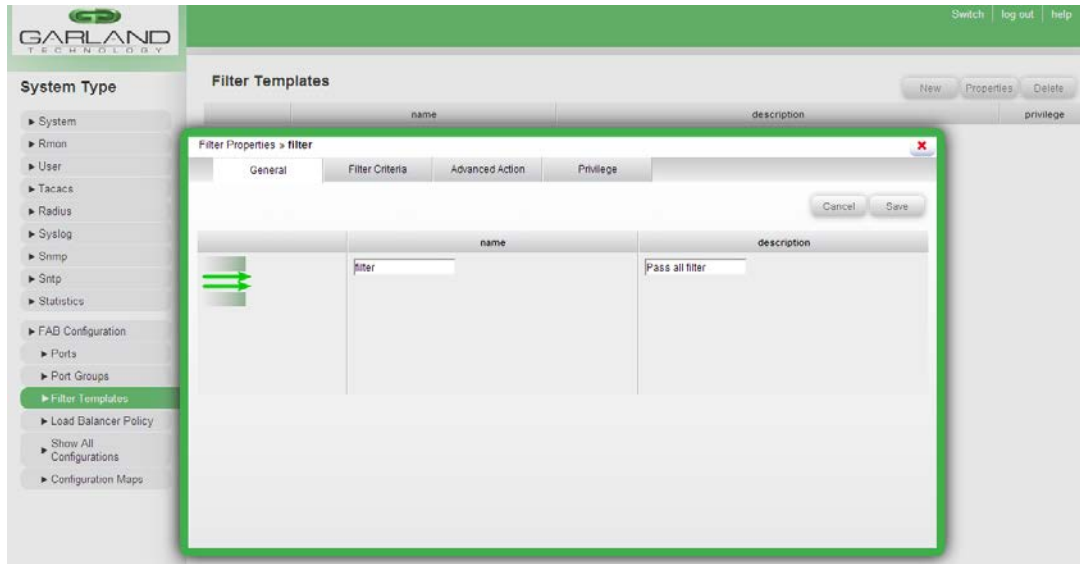 Switch log out help
GARLAND
TECHNOLOGY
System Type
System
Rmon
User
Tacacs
Radius
Syslog
Snmp
Sntp
Statistics
FAB Configuration
Ports
Port Groups
Filter Templates
Load Balancer Policy
Show All
Configurations
Configuration Maps
Filter Templates
New Properties Delete
name description privilege
Filter Properties » filter
General Filter Criteria Advanced Action Privilege
Cancel Save
name description
filter Pass all filter